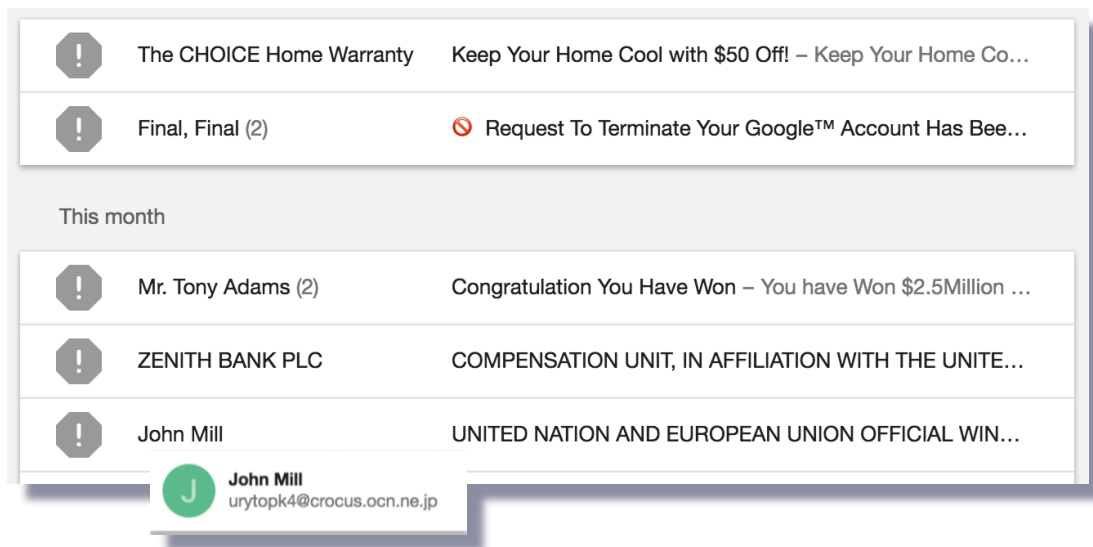 The CHOICE Home Warranty Keep Your Home Cool with $50 Off! – Keep Your Home Co...
Final, Final (2) 🚫 Request To Terminate Your Google™ Account Has Bee...
This month
Mr. Tony Adams (2) Congratulation You Have Won – You have Won $2.5Million ...
ZENITH BANK PLC COMPENSATION UNIT, IN AFFILIATION WITH THE UNITE...
John Mill UNITED NATION AND EUROPEAN UNION OFFICIAL WIN...
J
John Mill
urytopk4@crocus.ocn.ne.jp